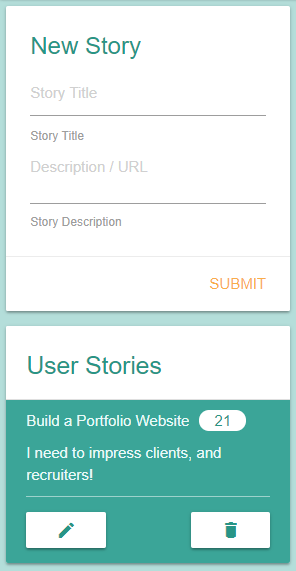 New Story
Story Title
Story Title
Description / URL
Story Description
SUBMIT
User Stories
Build a Portfolio Website 21
I need to impress clients, and
recruiters!